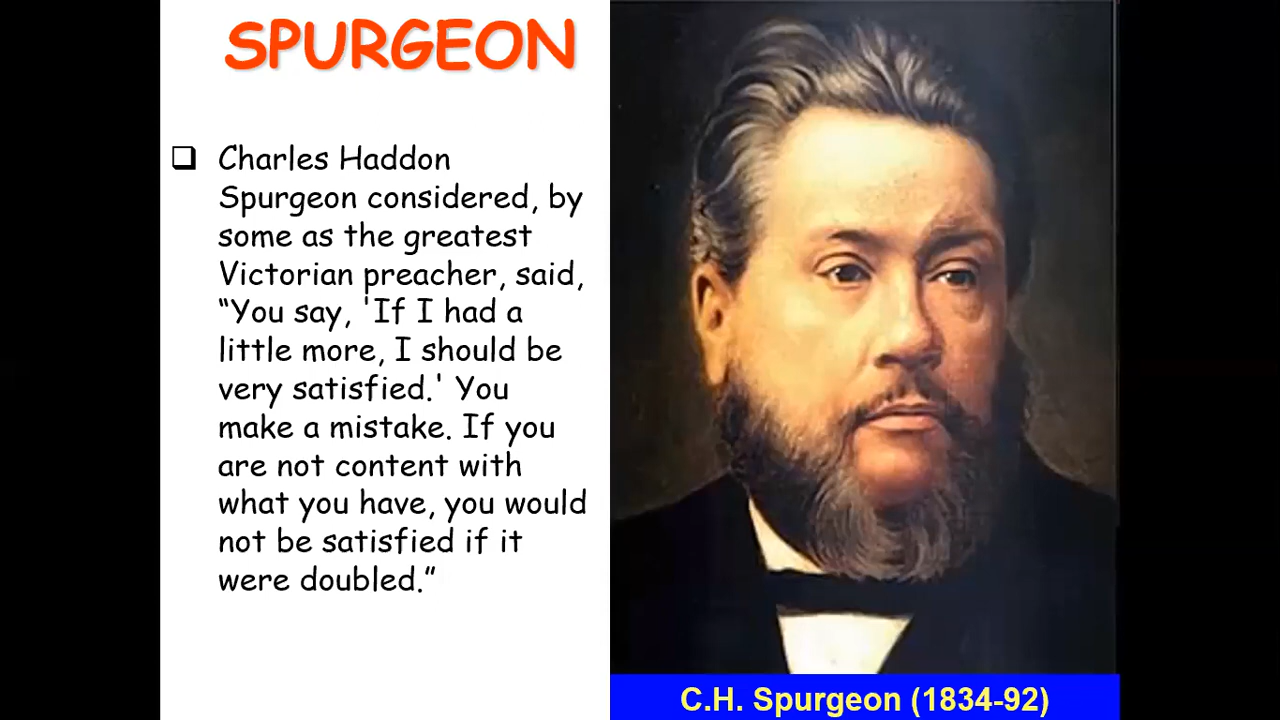 SPURGEON
Charles Haddon
Spurgeon considered, by
some as the greatest
Victorian preacher, said,
“You say, 'If I had a
little more, I should be
very satisfied.' You
make a mistake. If you
are not content with
what you have, you would
not be satisfied if it
were doubled.”
C.H. Spurgeon (1834-92)